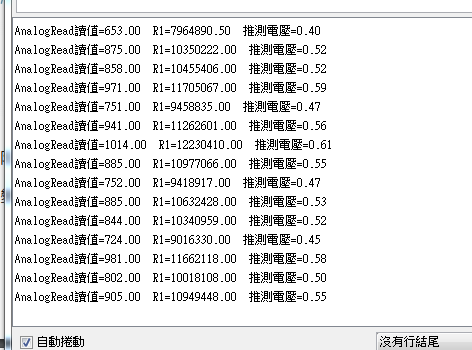 AnalogRead讀值=653.00 R1=7964890.50 推測電壓=0.40
AnalogRead讀值=875.00 R1=10350222.00 推測電壓=0.52
AnalogRead讀值=858.00 R1=10455406.00 推測電壓=0.52
AnalogRead讀值=971.00 R1=11705067.00 推測電壓=0.59
AnalogRead讀值=751.00 R1=9458835.00 推測電壓=0.47
AnalogRead讀值=941.00 R1=11262601.00 推測電壓=0.56
AnalogRead讀值=1014.00 R1=12230410.00 推測電壓=0.61
AnalogRead讀值=885.00 R1=10977066.00 推測電壓=0.55
AnalogRead讀值=752.00 R1=9418917.00 推測電壓=0.47
AnalogRead讀值=885.00 R1=10632428.00 推測電壓=0.53
AnalogRead讀值=844.00 R1=10340959.00 推測電壓=0.52
AnalogRead讀值=724.00 R1=9016330.00 推測電壓=0.45
AnalogRead讀值=981.00 R1=11662118.00 推測電壓=0.58
AnalogRead讀值=802.00 R1=10018108.00 推測電壓=0.50
AnalogRead讀值=905.00 R1=10949448.00 推測電壓=0.55
自動捲動 沒有行結尾